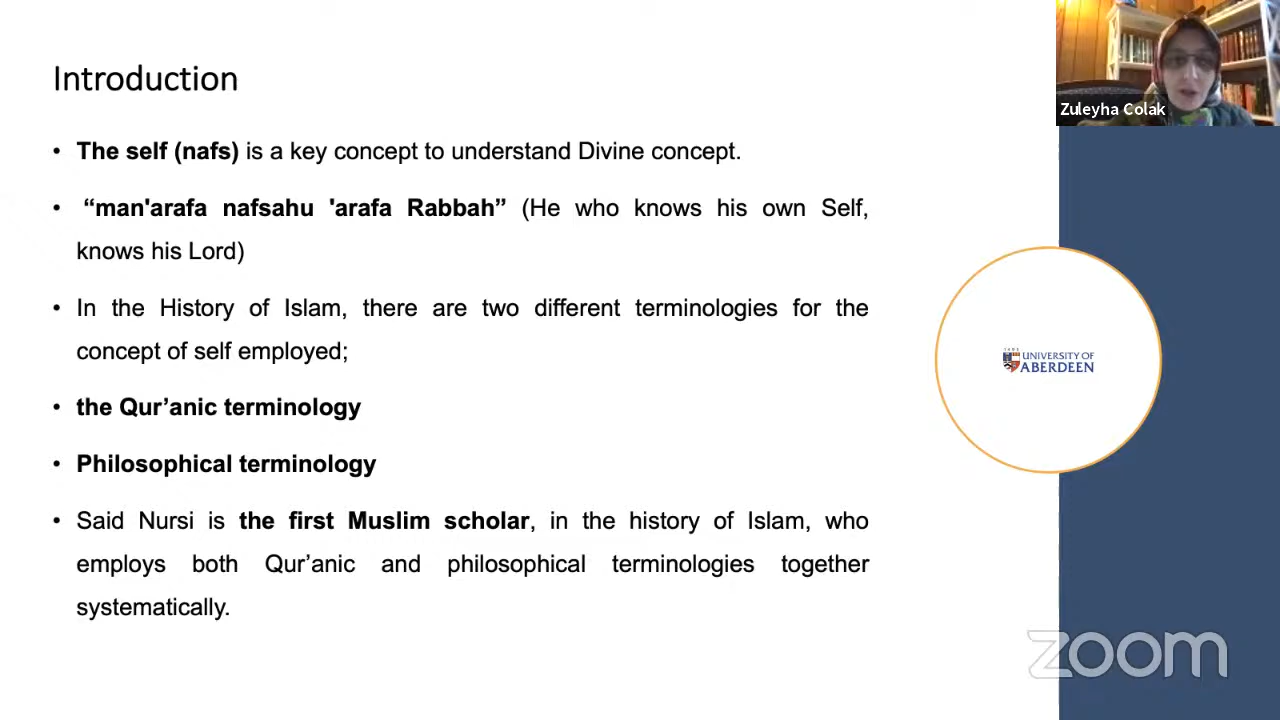 Introduction
• The self (nafs) is a key concept to understand Divine concept.
• “man'arafa nafsahu 'arafa Rabbah” (He who knows his own Self,
knows his Lord)
• In the History of Islam, there are two different terminologies for the
concept of self employed;
• the Qur’anic terminology
• Philosophical terminology
• Said Nursi is the first Muslim scholar, in the history of Islam, who
employs both Qur’anic and philosophical terminologies together
systematically.
Zuleyha Colak
UNIVERSITY OF
ABERDEEN
zoom